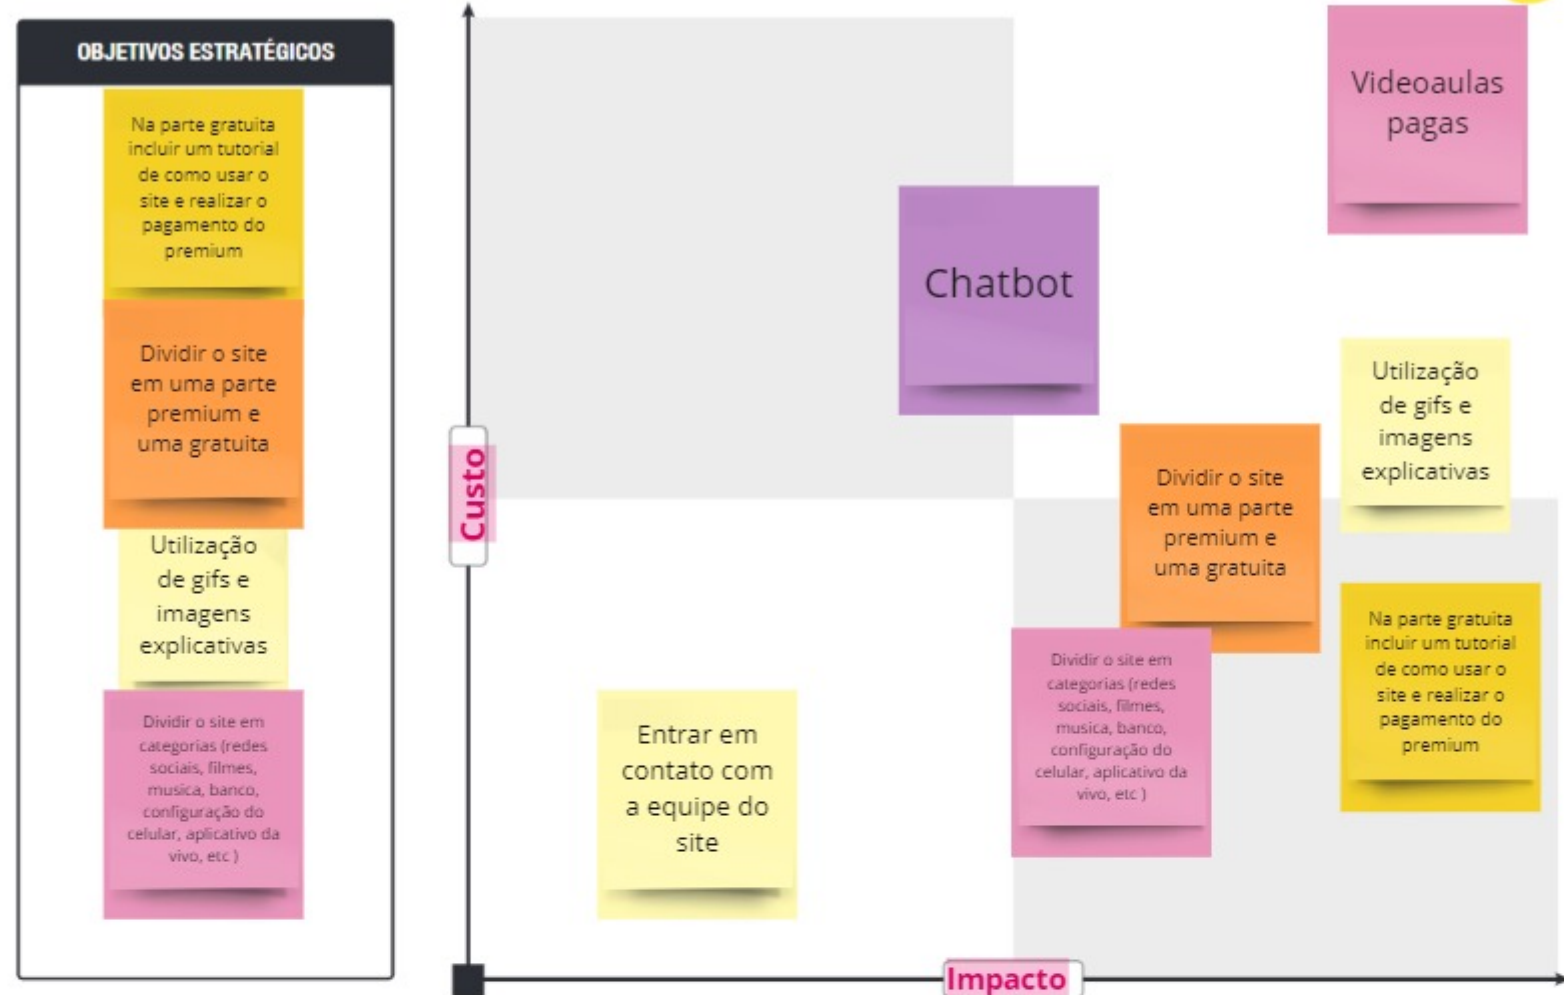 OBJETIVOS ESTRATÉGICOS
Na parte gratuita
incluir um tutorial
de como usar o
site e realizar o
pagamento do
premium
Dividir o site
em uma parte
premium e
uma gratuita
Utilização
de gifs e
imagens
explicativas
Dividir o site em
categorias (redes
sociais, filmes,
musica, banco,
configuração do
celular, aplicativo da
vivo, etc )
Custo
Videoaulas
pagas
Chatbot
Utilização
de gifs e
imagens
explicativas
Dividir o site
em uma parte
premium e
uma gratuita
Na parte gratuita
incluir um tutorial
de como usar o
site e realizar o
pagamento do
premium
Dividir o site em
categorias (redes
sociais, filmes,
musica, banco,
configuração do
celular, aplicativo da
vivo, etc )
Entrar em
contato com
a equipe do
site
Impacto